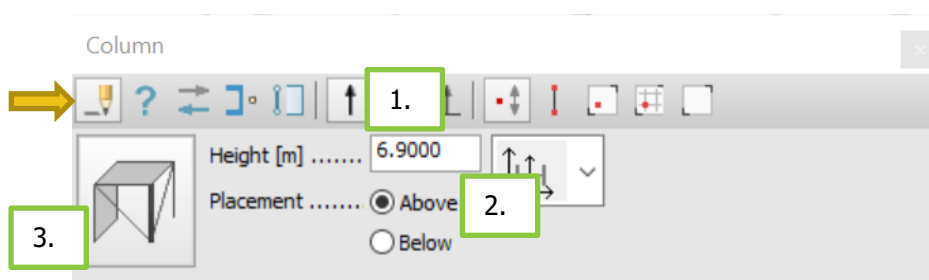 Column
?
1.
Height [m] ....... 6.9000
Placement ....... Above
2.
3.
Below